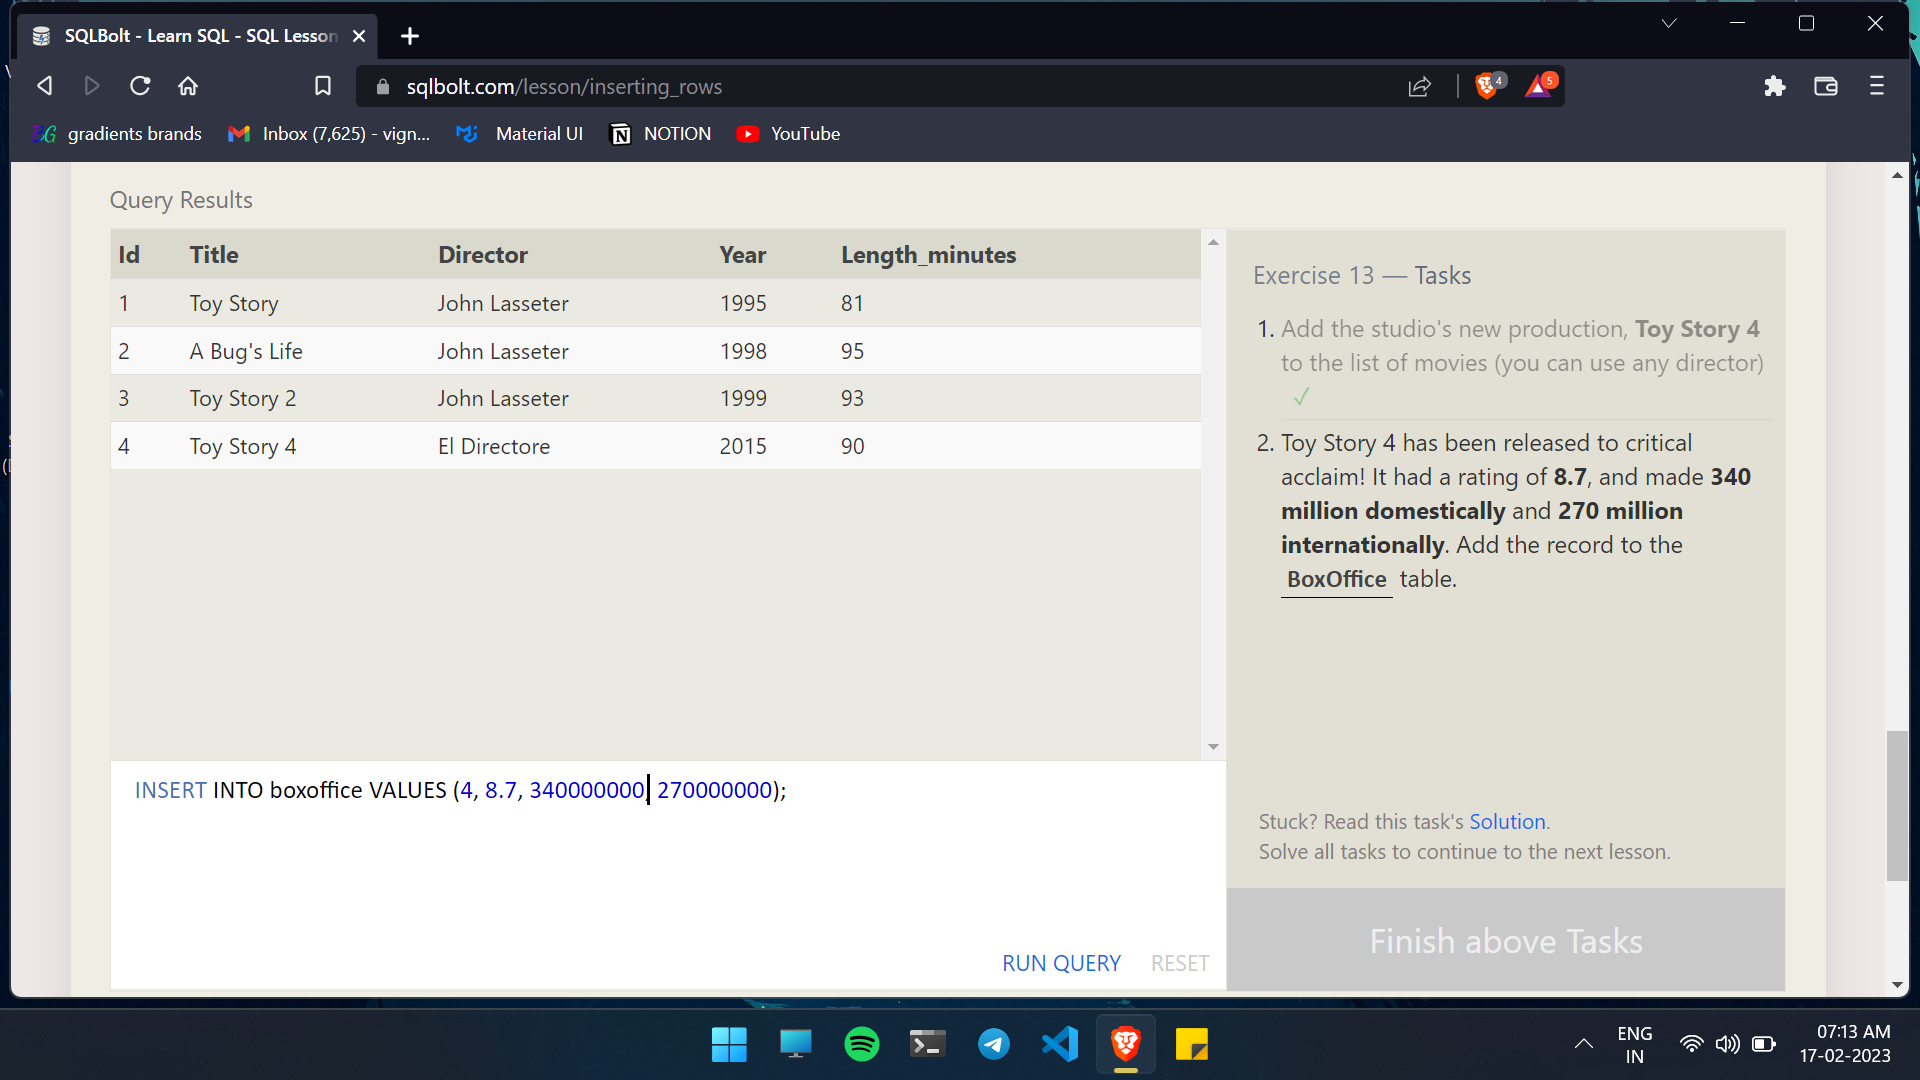 SQLBolt - Learn SQL - SQL Lesson
sqlbolt.com/lesson/inserting_rows
4
5
gradients brands
Inbox (7,625) - vign...
Material UI
NOTION
YouTube
Query Results
Id Title Director Year Length_minutes
1 Toy Story John Lasseter 1995 81
2 A Bug's Life John Lasseter 1998 95
3 Toy Story 2 John Lasseter 1999 93
4 Toy Story 4 El Directore 2015 90
Exercise 13 — Tasks
1. Add the studio's new production, Toy Story 4
to the list of movies (you can use any director)
✓
2. Toy Story 4 has been released to critical
acclaim! It had a rating of 8.7, and made 340
million domestically and 270 million
internationally. Add the record to the
BoxOffice table.
INSERT INTO boxoffice VALUES (4, 8.7, 340000000, 270000000);
RUN QUERY RESET
Stuck? Read this task's Solution.
Solve all tasks to continue to the next lesson.
Finish above Tasks
ENG
IN
07:13 AM
17-02-2023